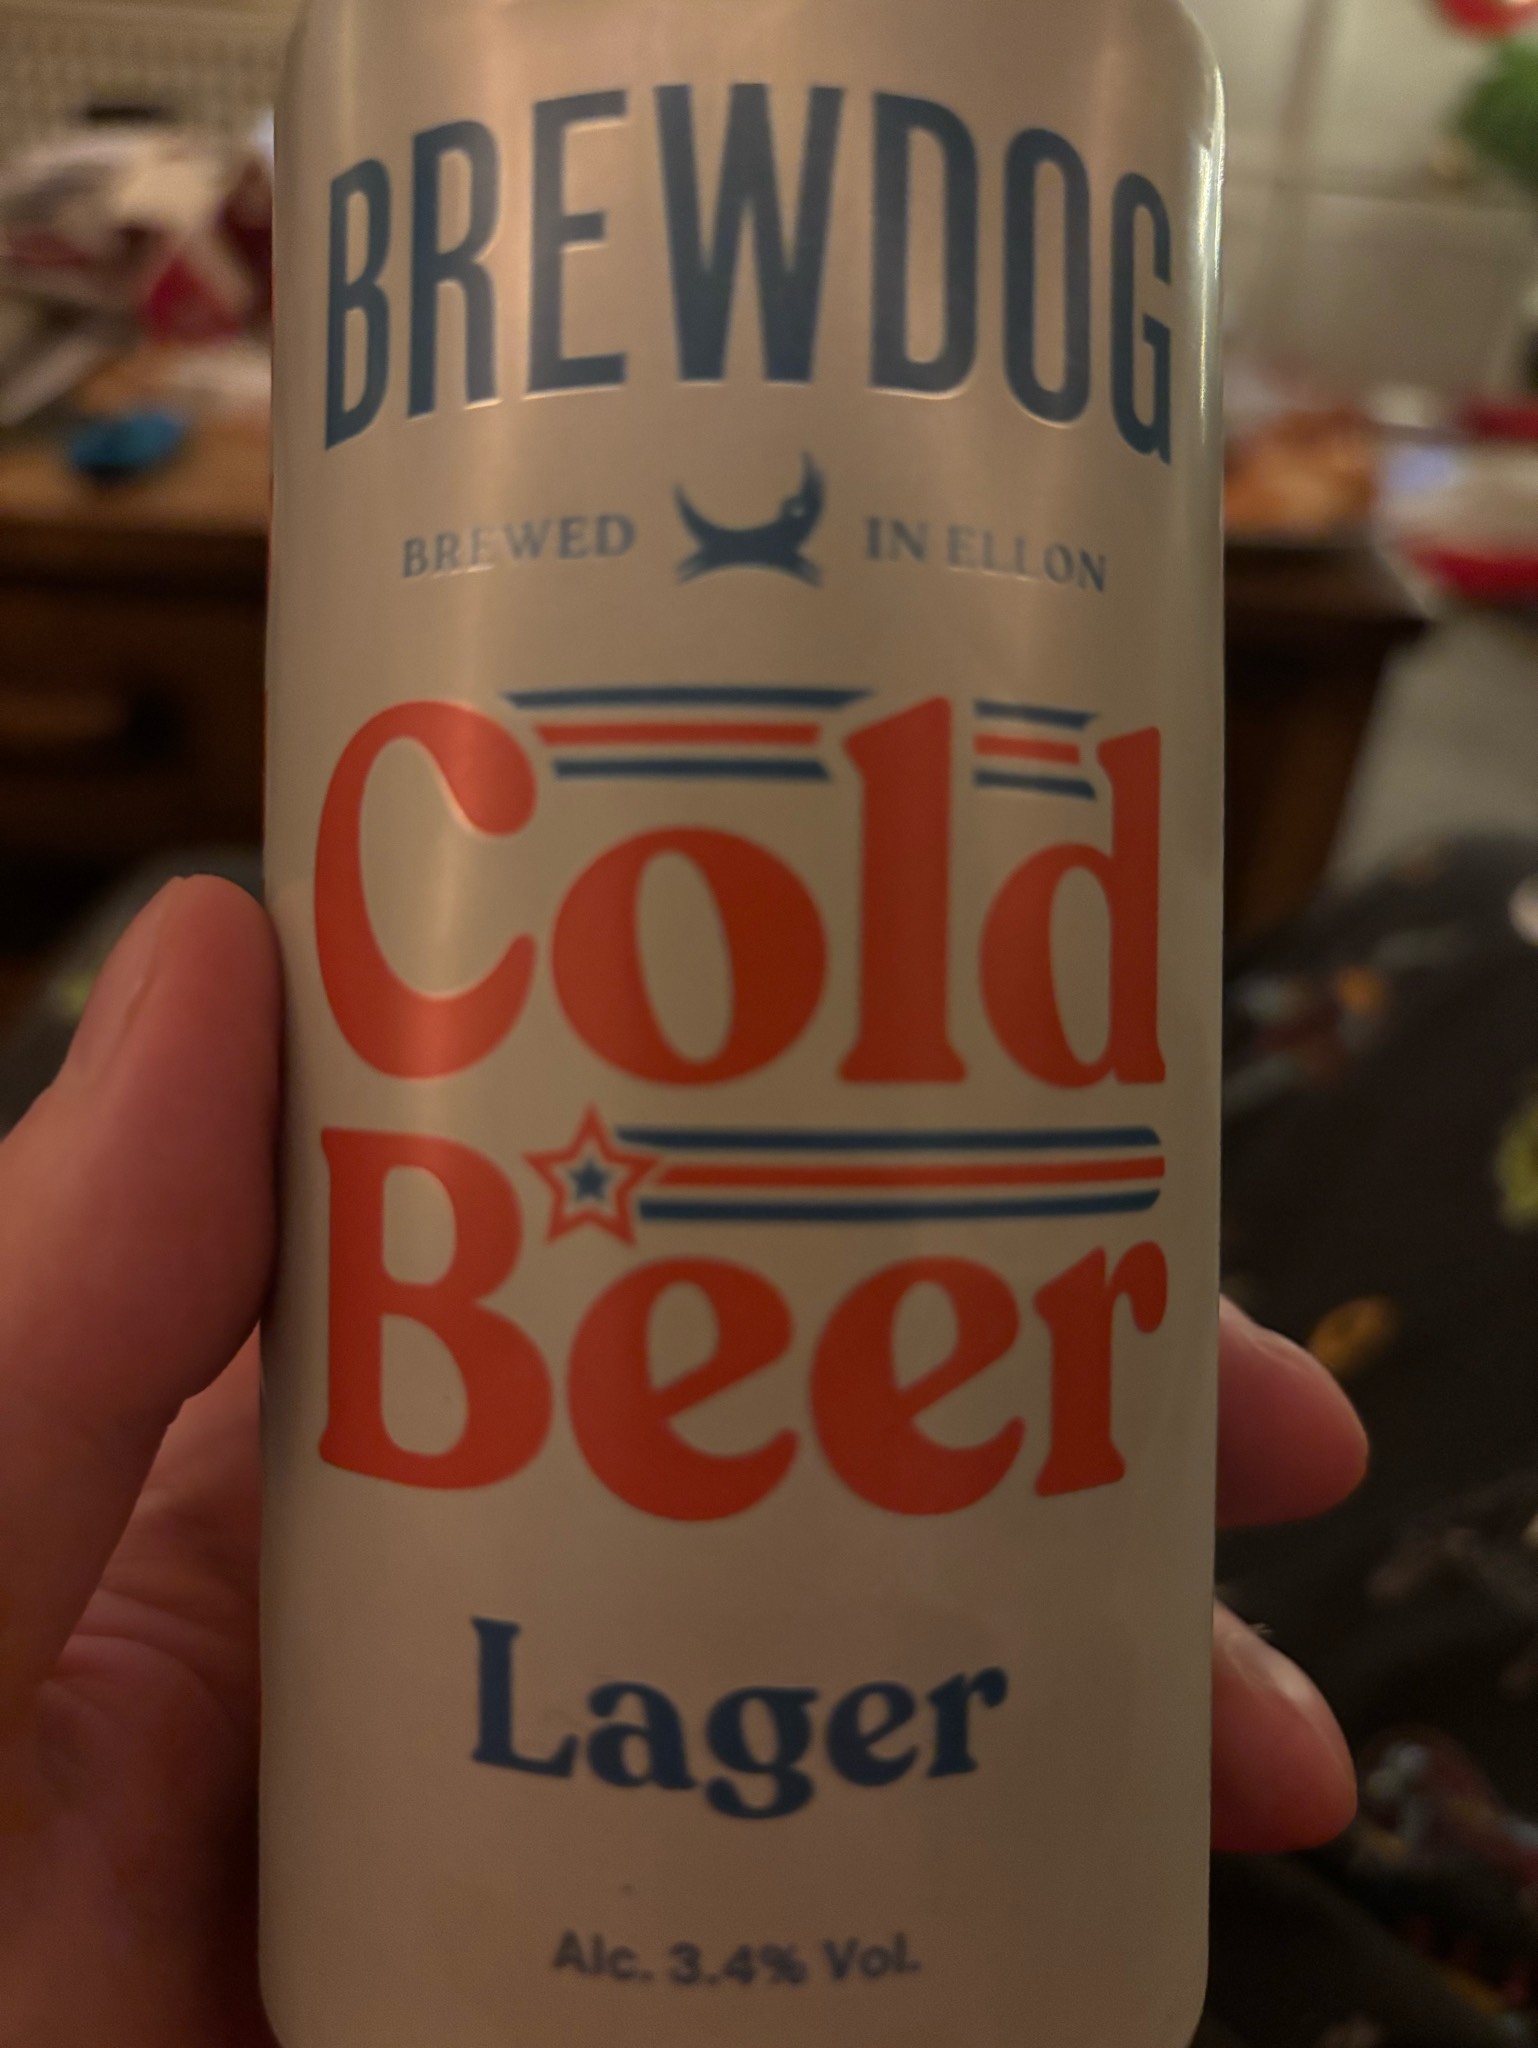 BREWDOG
BREWED IN ELLON
Cold
Beer
Lager
Alc. 3.4% Vol.